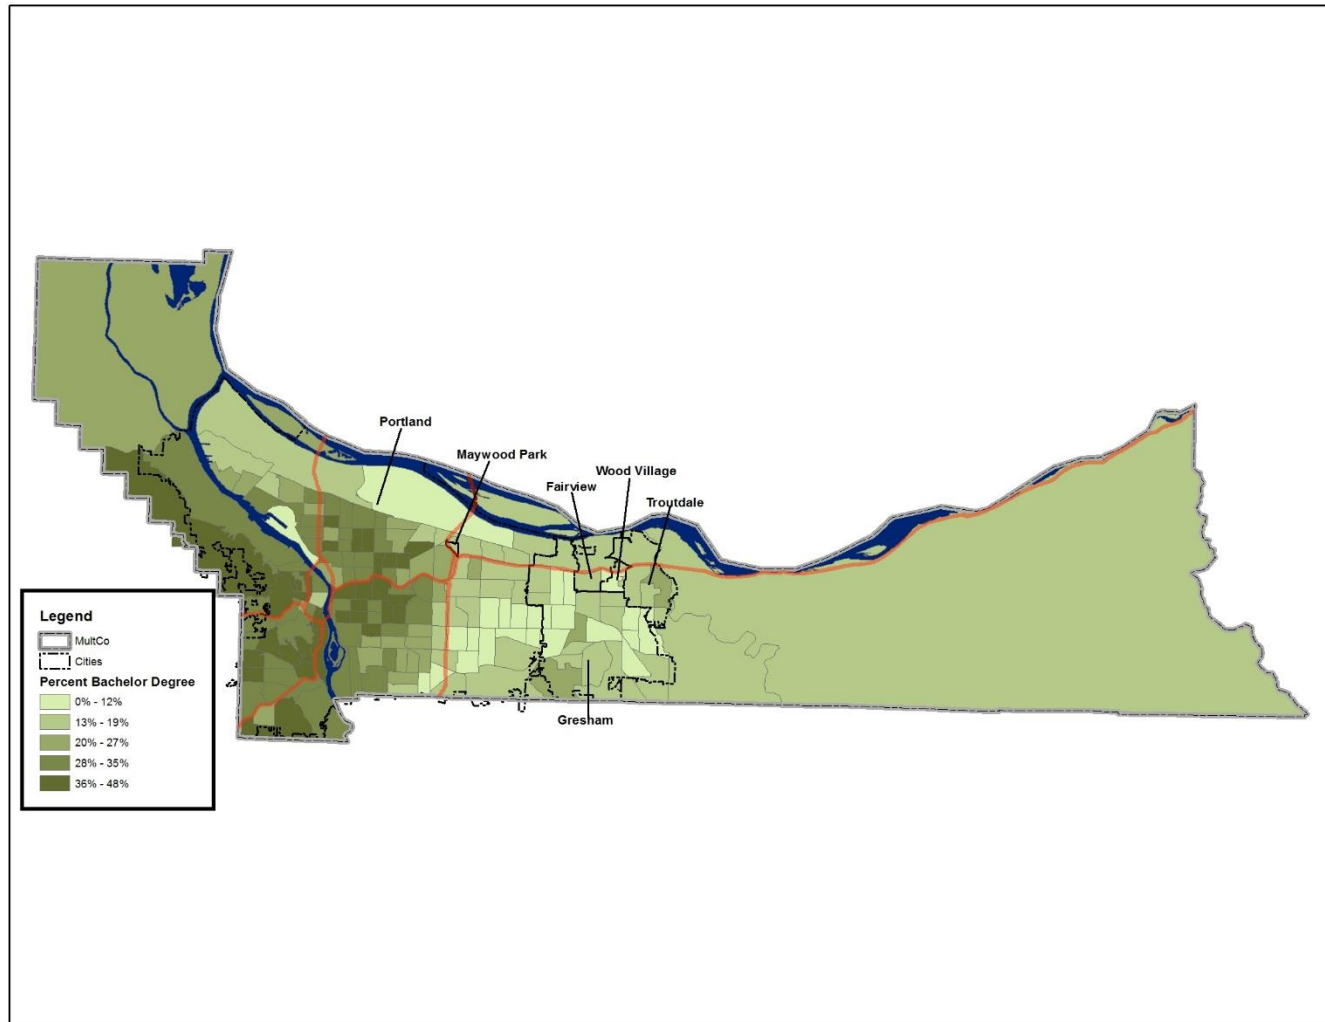 Portland
Maywood Park
Wood Village
Fairview
Troutdale
Gresham
Legend
MultCo
Cities
Percent Bachelor Degree
0% - 12%
13% - 19%
20% - 27%
28% - 35%
36% - 48%